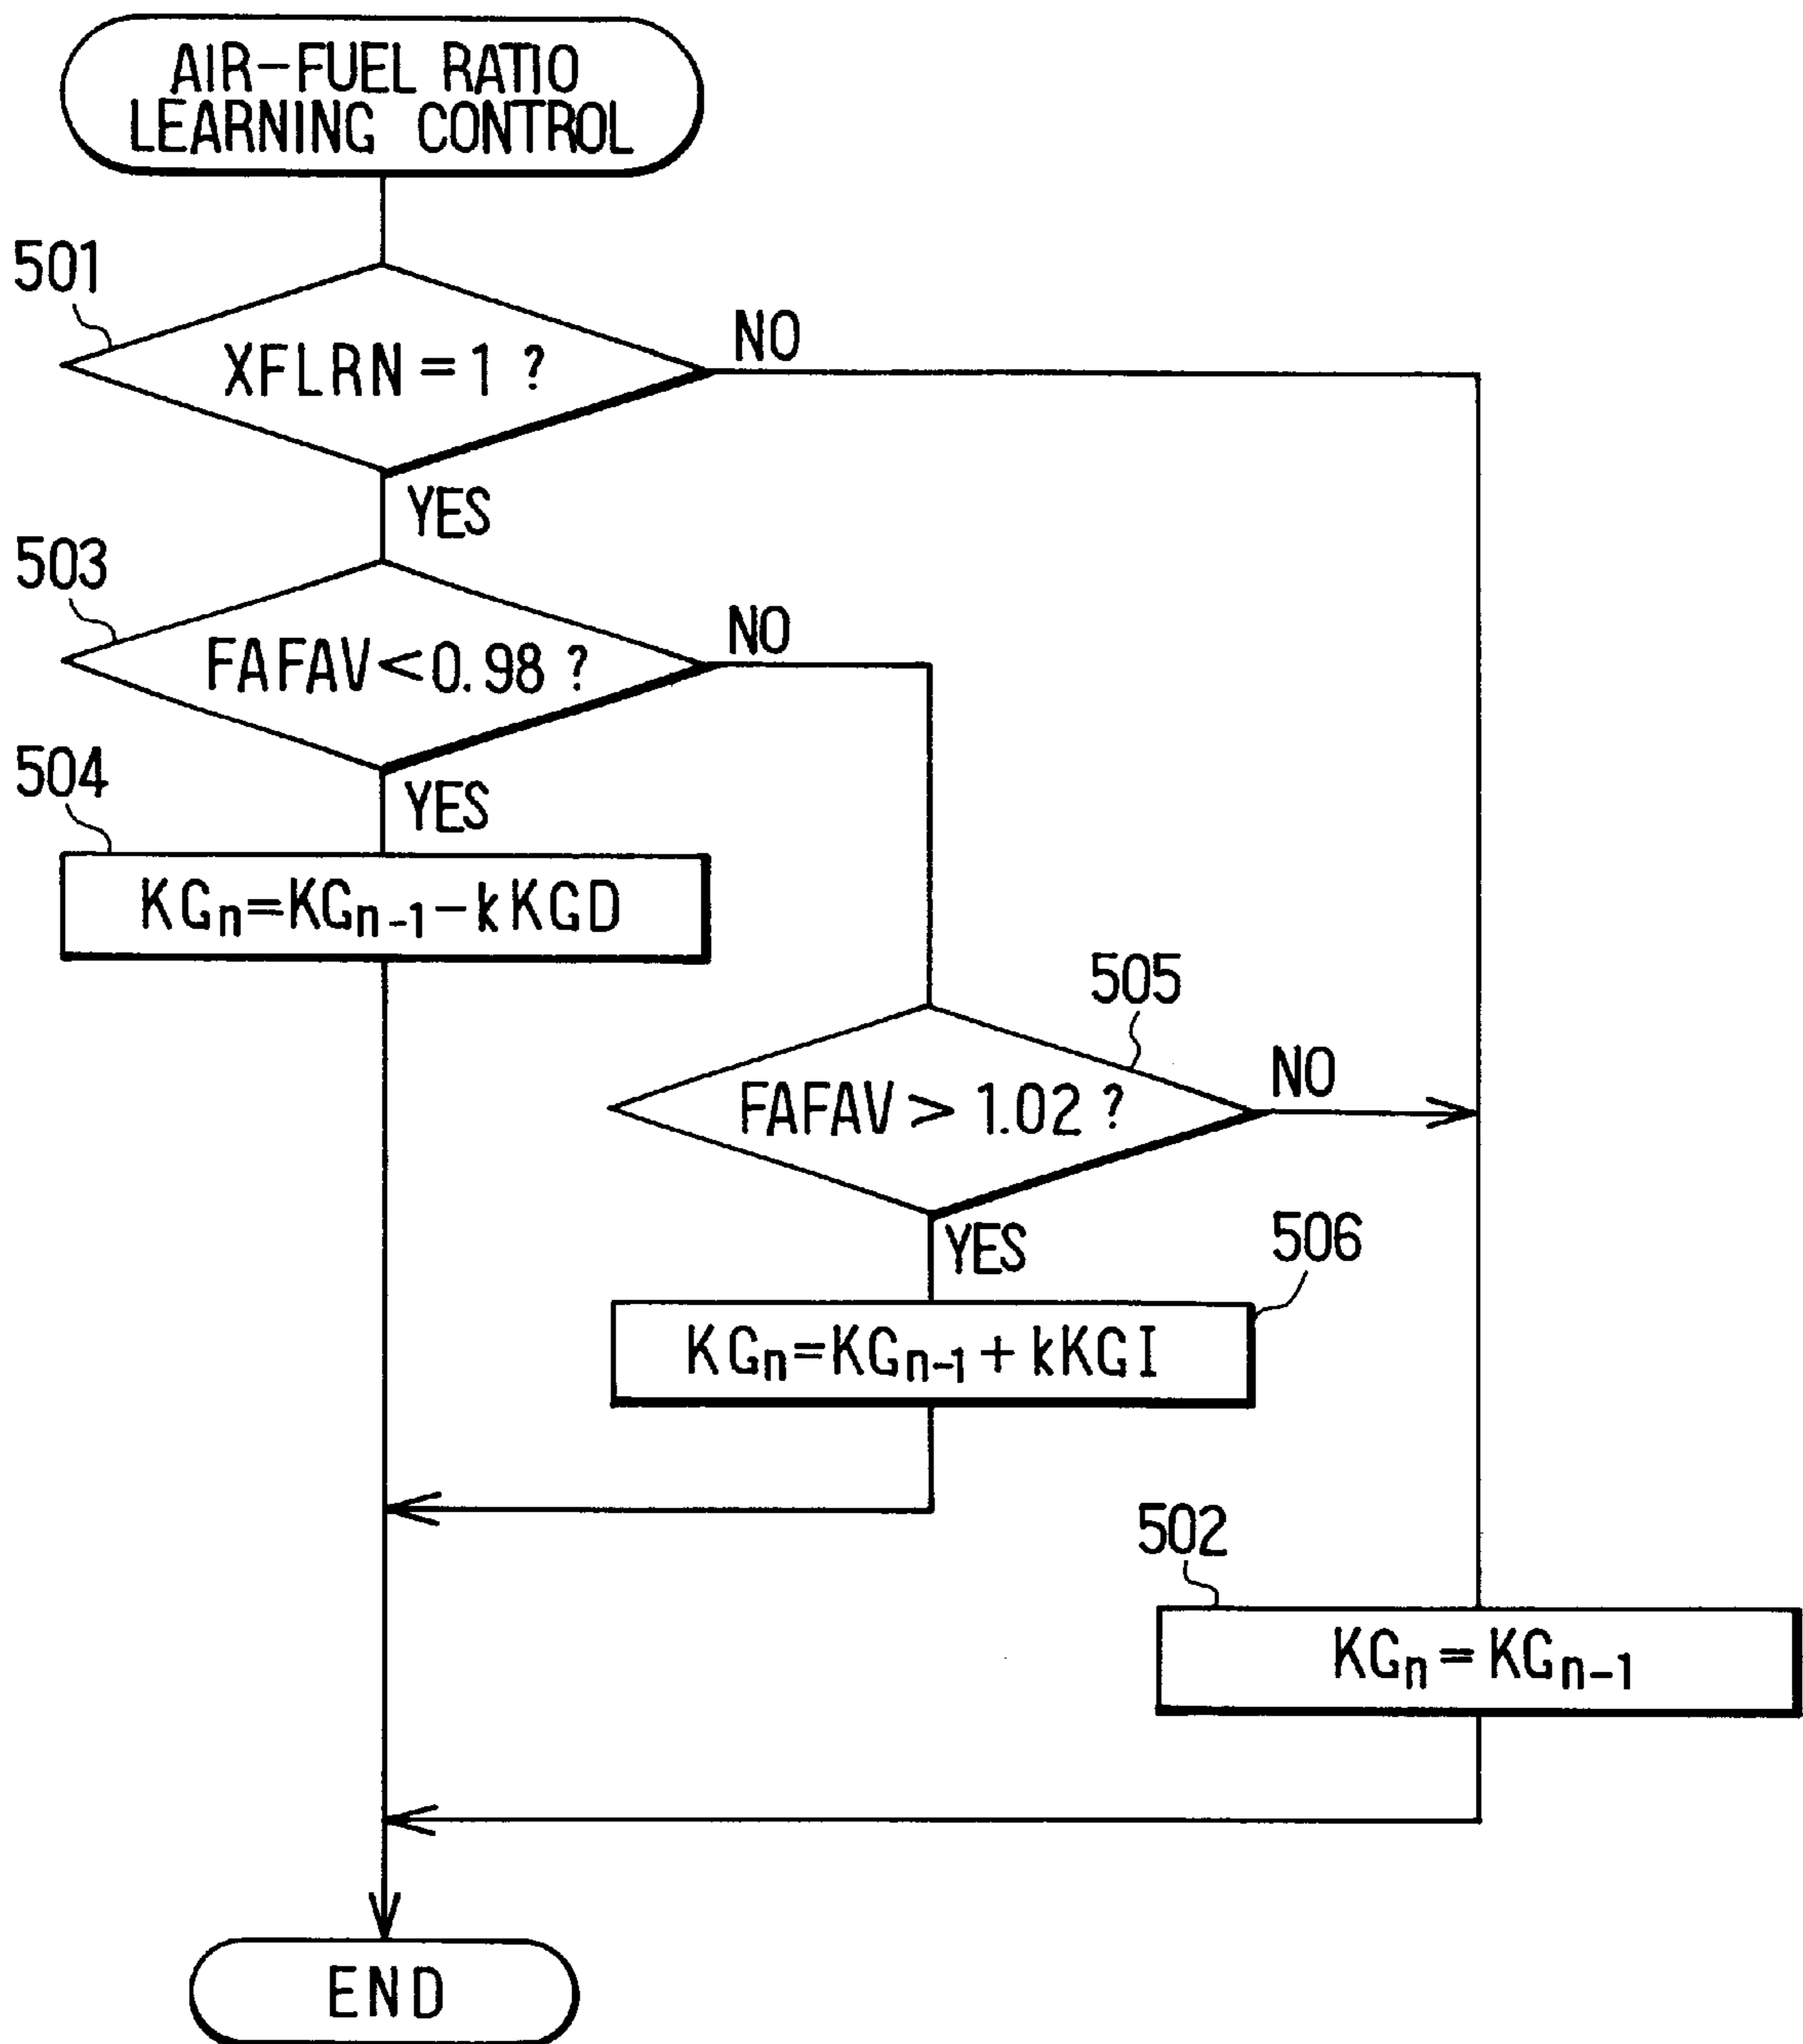 AIR-FUEL RATIO
LEARNING CONTROL
501
XFLRN=1 ?
NO
YES
503
FAFAV<0.98 ?
NO
YES
504
KGn=KGn-1-kKGD
505
FAFAV>1.02 ?
NO
YES
506
KGn=KGn-1+kKGI
502
KGn=KGn-1
END